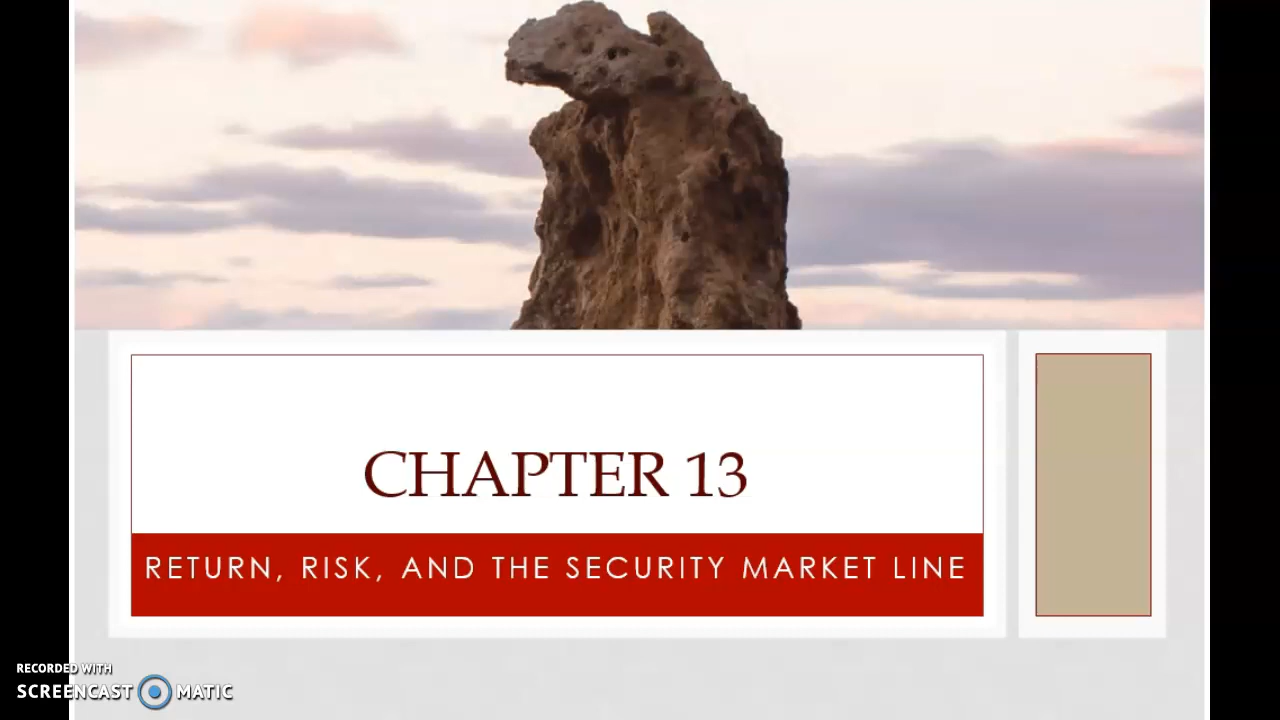 CHAPTER 13
RETURN, RISK, AND THE SECURITY MARKET LINE
RECORDED WITH
SCREENCAST MATIC